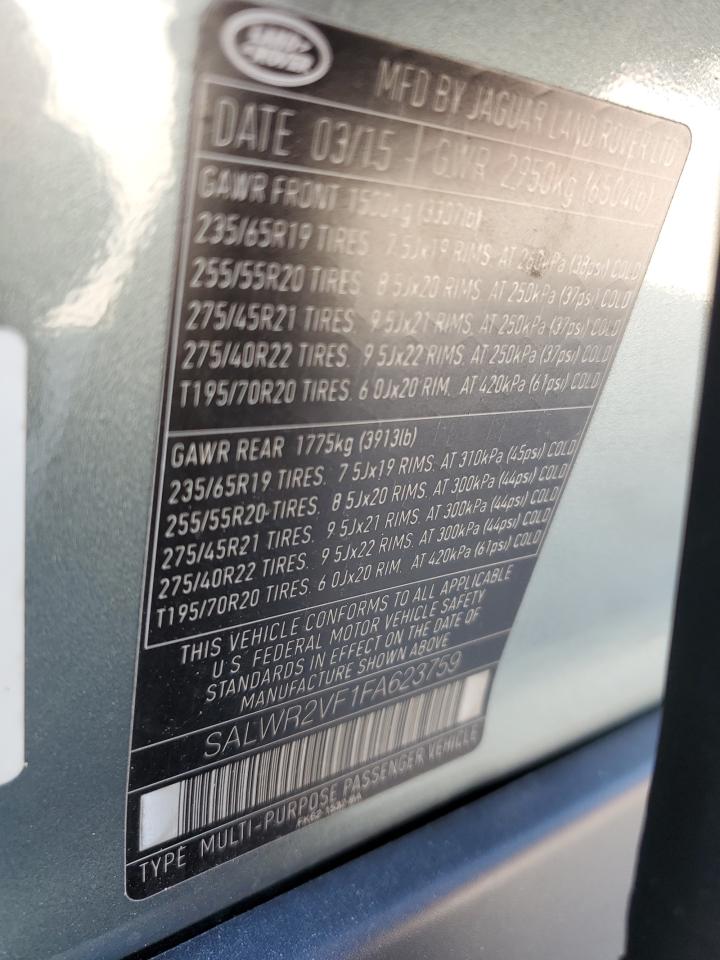 LAND ROVER
MFD BY JAGUAR LAND ROVER LTD
DATE 03/15 GWR 2950kg (6504lb)
GAWR FRONT 1500kg (3307lb)
235/65R19 TIRES. 7.5Jx19 RIMS. AT 260kPa (38psi) COLD
255/55R20 TIRES 8 5Jx20 RIMS. AT 250kPa (37psi) COLD
275/45R21 TIRES. 9 5Jx21 RIMS. AT 250kPa (37psi) COLD
275/40R22 TIRES. 9 5Jx22 RIMS. AT 250kPa (37psi) COLD
T195/70R20 TIRES. 6 0Jx20 RIM. AT 420kPa (61psi) COLD
GAWR REAR 1775kg (3913lb)
235/65R19 TIRES. 7 5Jx19 RIMS. AT 310kPa (45psi) COLD
255/55R20 TIRES. 8 5Jx20 RIMS. AT 300kPa (44psi) COLD
275/45R21 TIRES. 9 5Jx21 RIMS. AT 300kPa (44psi) COLD
275/40R22 TIRES. 9 5Jx22 RIMS. AT 300kPa (44psi) COLD
T195/70R20 TIRES. 6 0Jx20 RIM. AT 420kPa (61psi) COLD
THIS VEHICLE CONFORMS TO ALL APPLICABLE
U S FEDERAL MOTOR VEHICLE SAFETY
STANDARDS IN EFFECT ON THE DATE OF
MANUFACTURE SHOWN ABOVE
SALWR2VF1FA623759
TYPE MULTI-PURPOSE PASSENGER VEHICLE